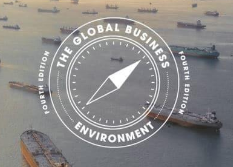 THE GLOBAL BUSINESS
ENVIRONMENT
FOURTH EDITION
FOURTH EDITION